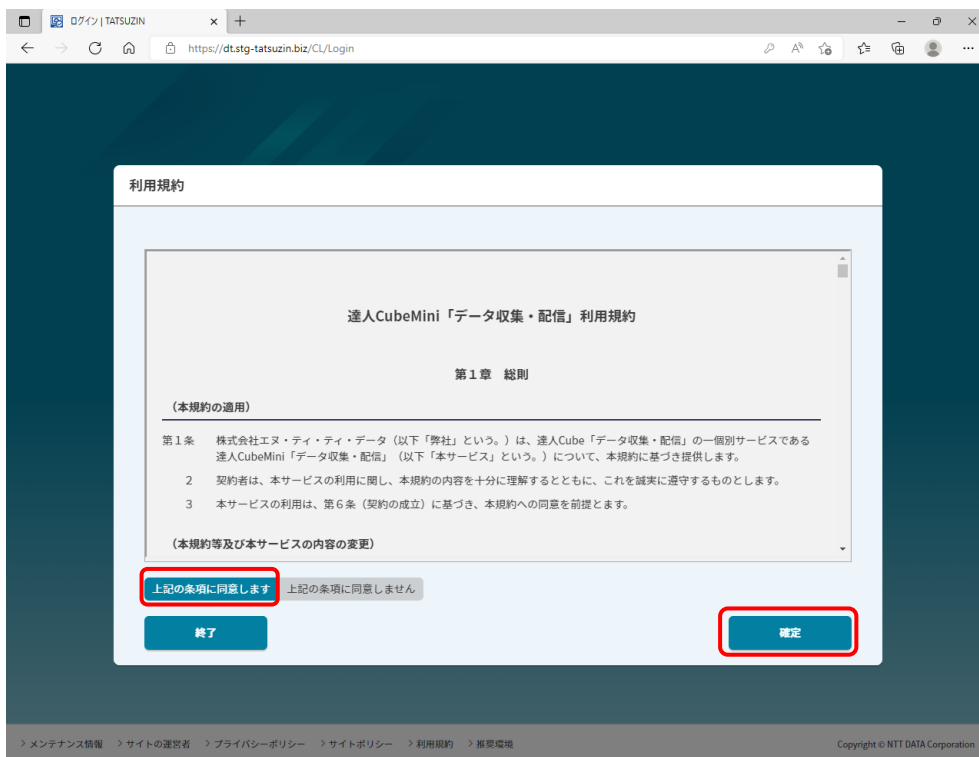 ログイン | TATSUZIN
https://dt.stg-tatsuzin.biz/CL/Login
利用規約
達人CubeMini「データ収集・配信」利用規約
第１章 総則
（本規約の適用）
第１条 株式会社エヌ・ティ・ティ・データ（以下「弊社」という。）は、達人Cube「データ収集・配信」の一個別サービスである
達人CubeMini「データ収集・配信」（以下「本サービス」という。）について、本規約に基づき提供します。
２ 契約者は、本サービスの利用に関し、本規約の内容を十分に理解するとともに、これを誠実に遵守するものとします。
３ 本サービスの利用は、第６条（契約の成立）に基づき、本規約への同意を前提とます。
（本規約等及び本サービスの内容の変更）
上記の条項に同意します 上記の条項に同意しません
終了 確定
> メンテナンス情報 > サイトの運営者 > プライバシーポリシー > サイトポリシー > 利用規約 > 推奨環境 Copyright © NTT DATA Corporation